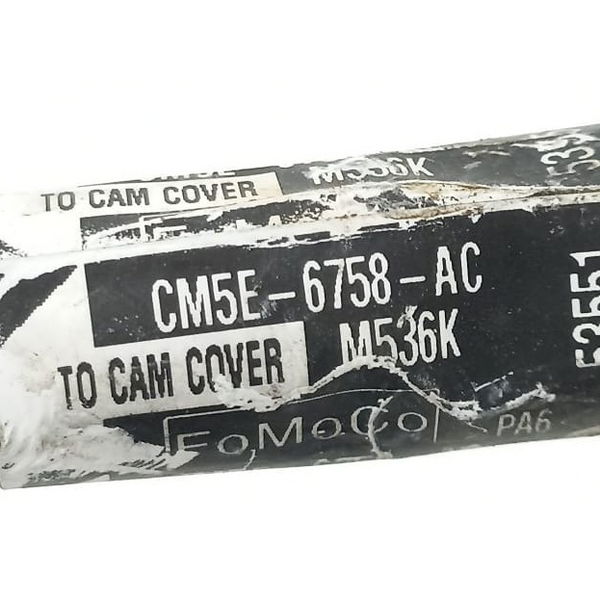 M536K
TO CAM COVER
CM5E-6758-AC
M536K
TO CAM COVER
FoMoCo
PA6
53551